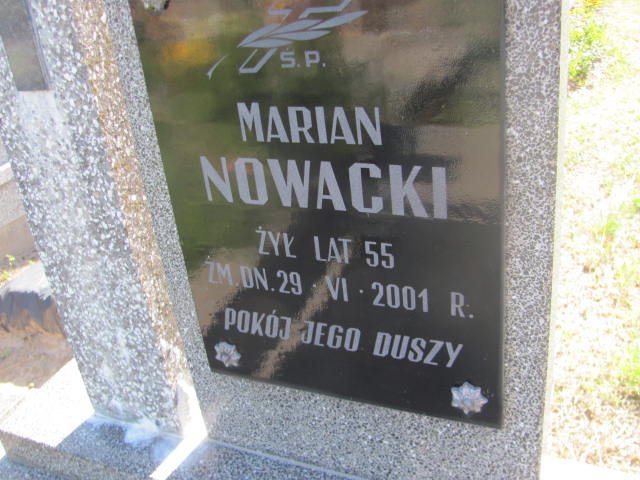 Ś.P.
MARIAN
NOWACKI
ŻYŁ LAT 55
ZM. DN. 29 · VI · 2001 R.
POKÓJ JEGO DUSZY